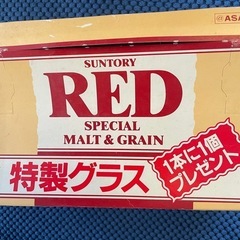 ASA
SUNTORY
RED
SPECIAL
MALT & GRAIN
特製グラス
1本に1個
プレゼント